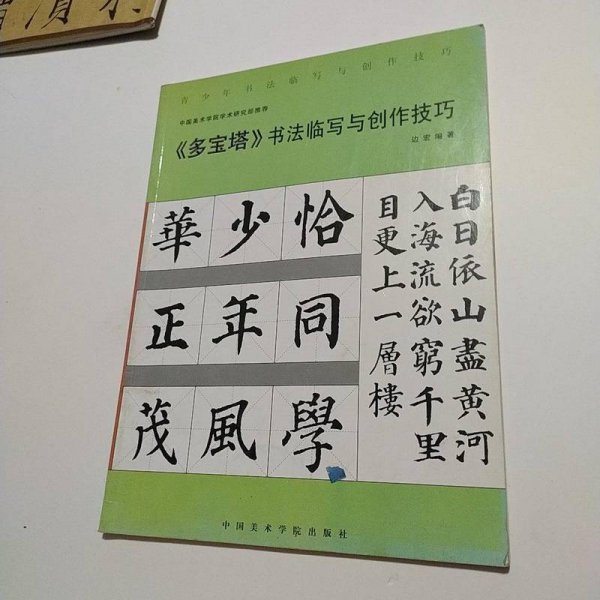 青少年书法临写与创作技巧
中国美术学院学术研究部推荐
《多宝塔》书法临写与创作技巧
边宏 编著
白日依山盡黄河
入海流欲窮千里
目更上一層樓
恰同學
少年風
華正茂
中国美术学院出版社